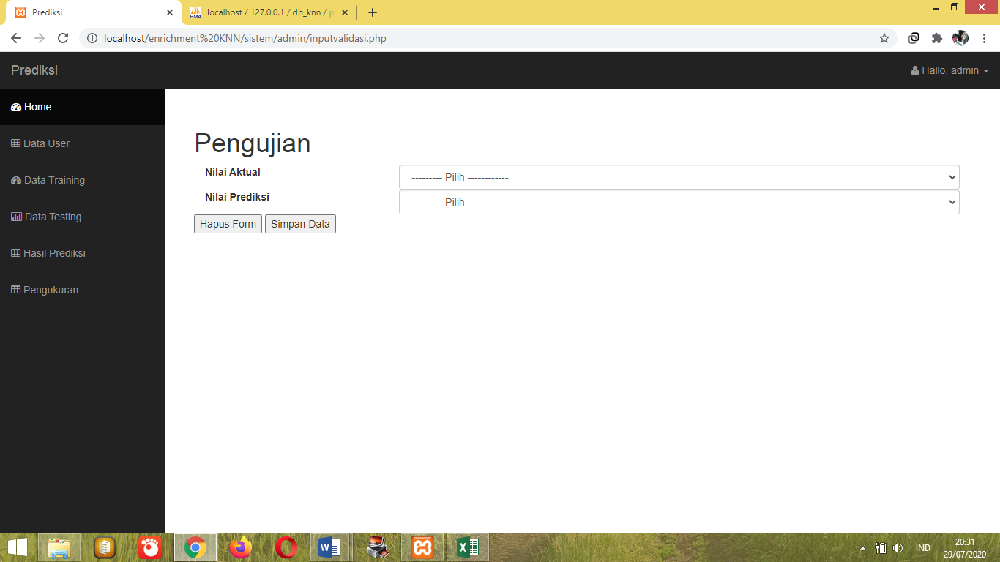 Prediksi
localhost / 127.0.0.1 / db_knn / p
localhost/enrichment%20KNN/sistem/admin/inputvalidasi.php
Prediksi
Hallo, admin
Home
Data User
Data Training
Data Testing
Hasil Prediksi
Pengukuran
Pengujian
Nilai Aktual
--------- Pilih ------------
Nilai Prediksi
--------- Pilih ------------
Hapus Form
Simpan Data
IND
20:31
29/07/2020